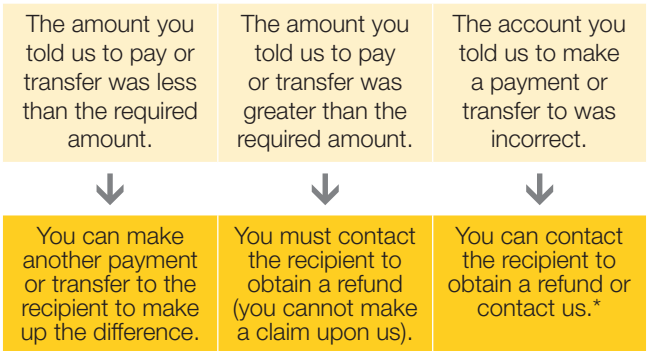 The amount you
told us to pay or
transfer was less
than the required
amount.
The amount you
told us to pay
or transfer was
greater than the
required amount.
The account you
told us to make
a payment or
transfer to was
incorrect.
You can make
another payment
or transfer to the
recipient to make
up the difference.
You must contact
the recipient to
obtain a refund
(you cannot make
a claim upon us).
You can contact
the recipient to
obtain a refund or
contact us.*